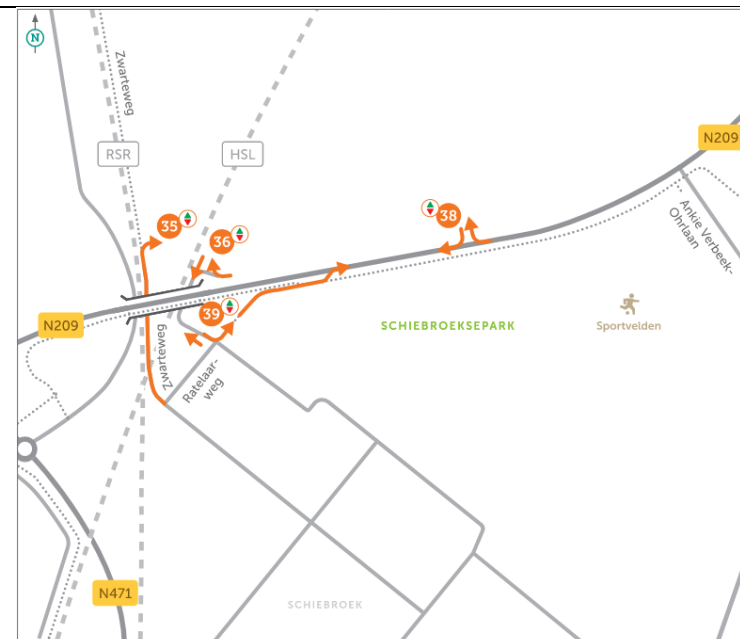 N
Zwarteweg
RSR
HSL
N209
35
36
38
Ankie Verbeek-
Ohrlaan
39
N209
SCHIEBROEKSEPARK
Sportvelden
Zwarteweg
Ratelaar-
weg
N471
SCHIEBROEK